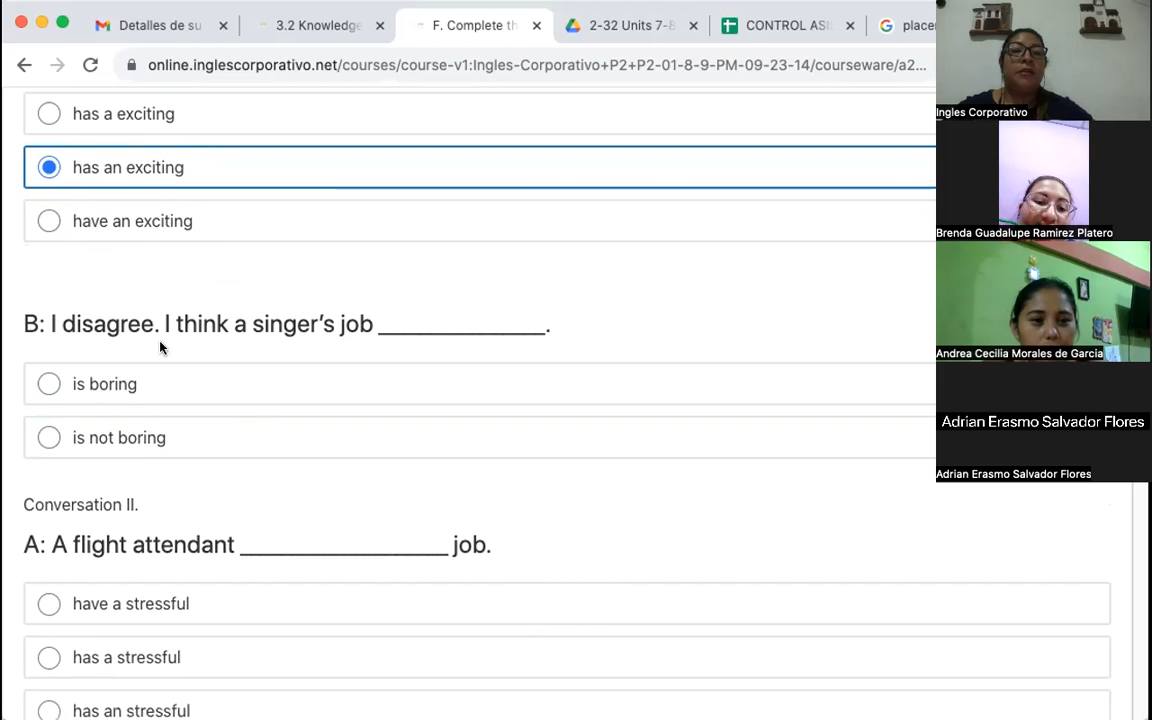 Detalles de su
3.2 Knowledge
F. Complete th
2-32 Units 7-8
CONTROL ASI
placer
online.inglescorporativo.net/courses/course-v1:Ingles-Corporativo+P2+P2-01-8-9-PM-09-23-14/courseware/a2...
has a exciting
has an exciting
have an exciting
B: I disagree. I think a singer's job ______________.
is boring
is not boring
Conversation II.
A: A flight attendant _________________ job.
have a stressful
has a stressful
has an stressful
Ingles Corporativo
Brenda Guadalupe Ramirez Platero
Andrea Cecilia Morales de Garcia
Adrian Erasmo Salvador Flores
Adrian Erasmo Salvador Flores